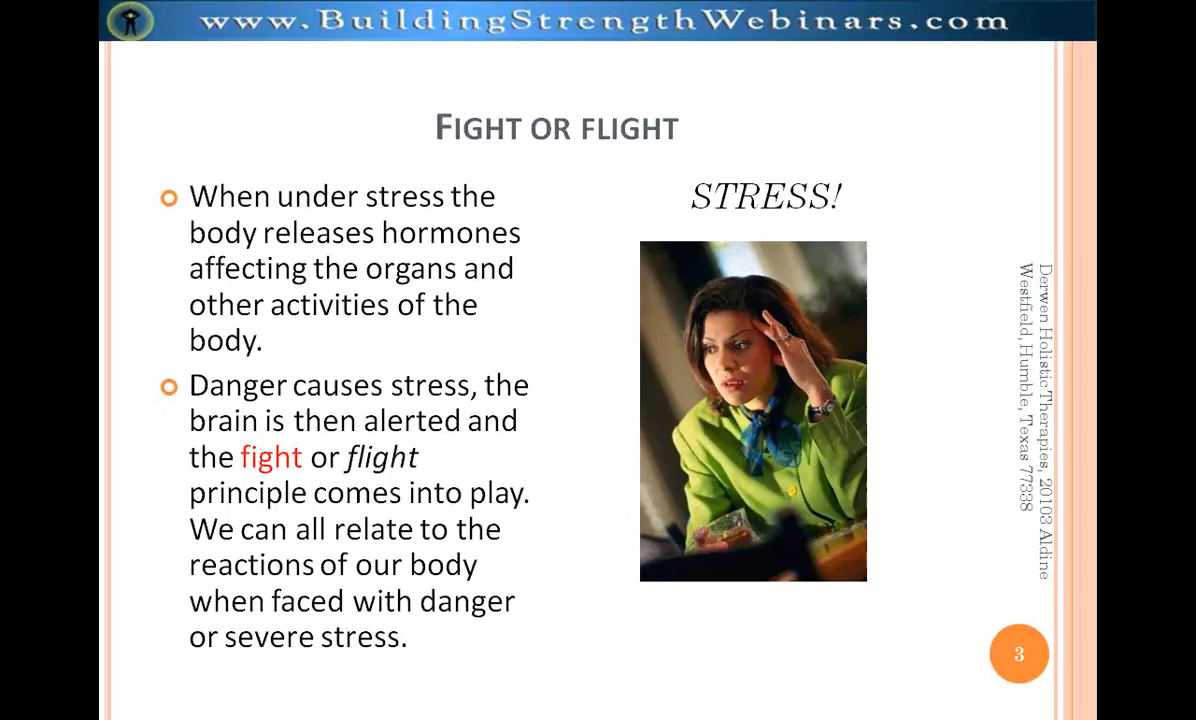 www.BuildingStrengthWebinars.com
FIGHT OR FLIGHT
When under stress the
body releases hormones
affecting the organs and
other activities of the
body.
Danger causes stress, the
brain is then alerted and
the fight or flight
principle comes into play.
We can all relate to the
reactions of our body
when faced with danger
or severe stress.
STRESS!
Derwen Holistic Therapies, 20103 Aldine
Westfield, Humble, Texas 77338
3